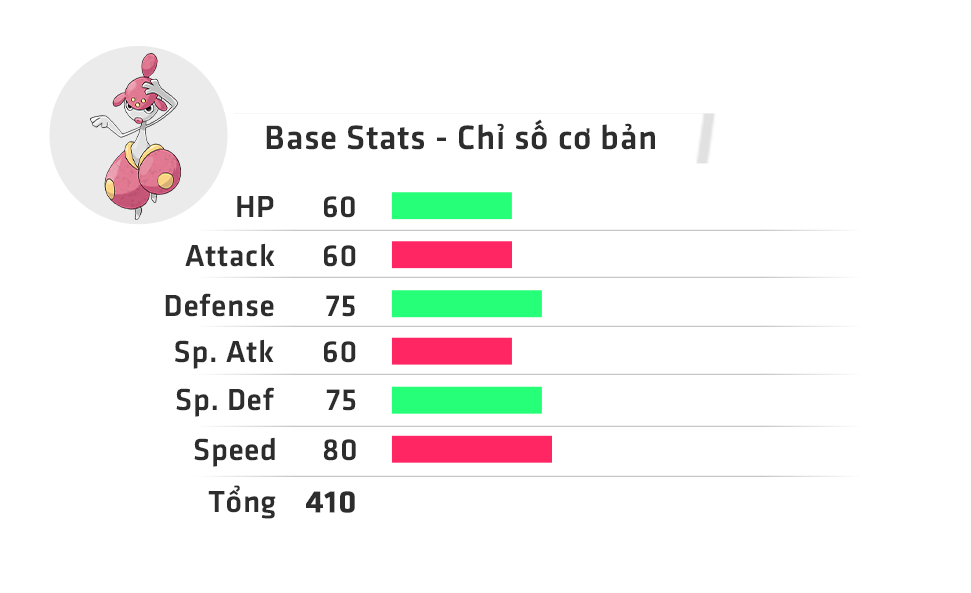 Base Stats - Chỉ số cơ bản
HP 60
Attack 60
Defense 75
Sp. Atk 60
Sp. Def 75
Speed 80
Tổng 410